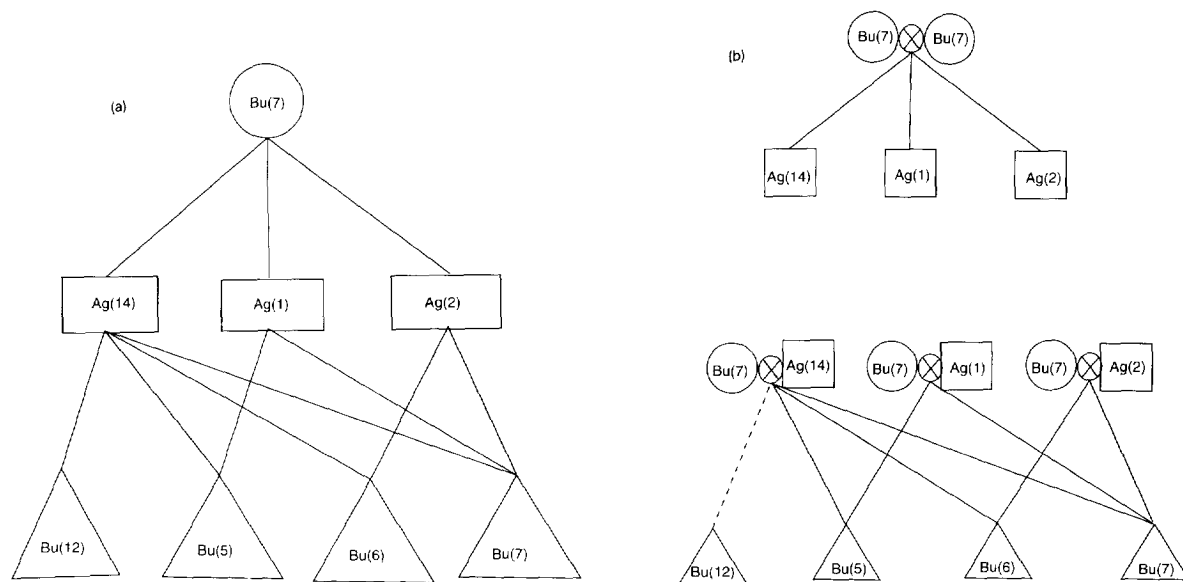 (a)
Bu(7)
Ag(14) Ag(1) Ag(2)
Bu(12) Bu(5) Bu(6) Bu(7)
(b)
Bu(7) Bu(7)
Ag(14) Ag(1) Ag(2)
Bu(7) Ag(14) Bu(7) Ag(1) Bu(7) Ag(2)
Bu(12) Bu(5) Bu(6) Bu(7)